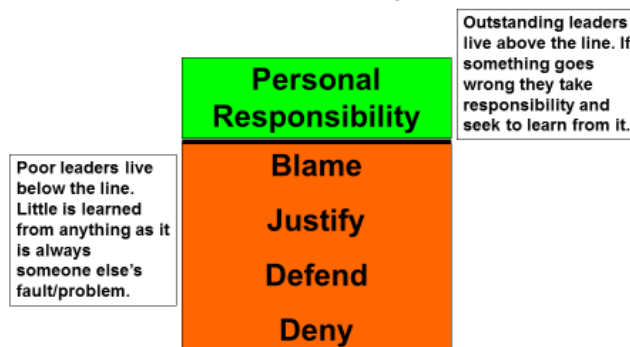 Outstanding leaders
live above the line. If
something goes
wrong they take
responsibility and
seek to learn from it.
Personal
Responsibility
Poor leaders live
below the line.
Little is learned
from anything as it
is always
someone else's
fault/problem.
Blame
Justify
Defend
Deny